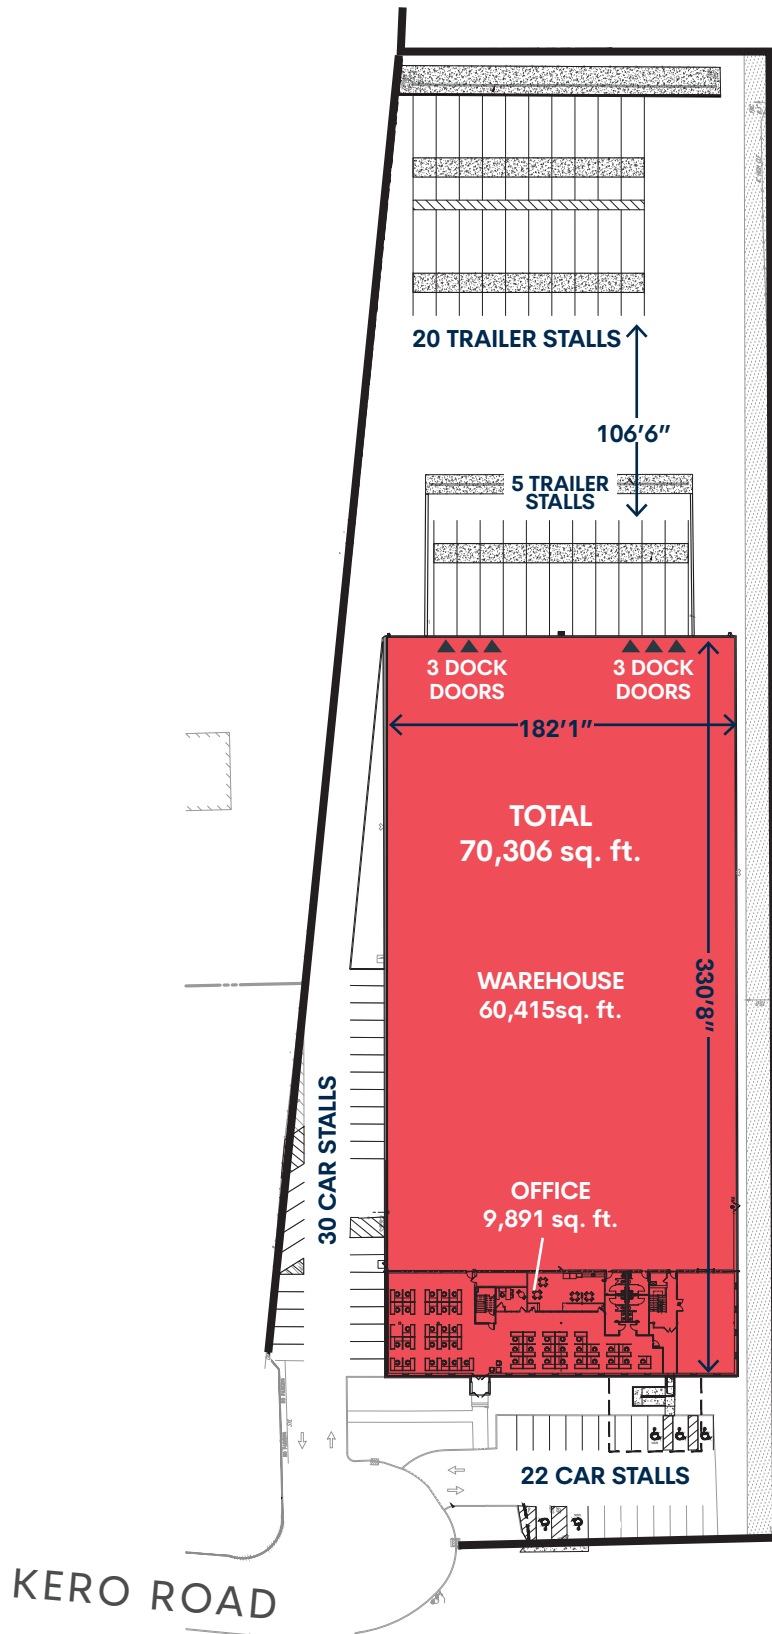 20 TRAILER STALLS
106'6"
5 TRAILER
STALLS
3 DOCK
DOORS
3 DOCK
DOORS
182'1"
TOTAL
70,306 sq. ft.
330'8"
WAREHOUSE
60,415sq. ft.
30 CAR STALLS
OFFICE
9,891 sq. ft.
22 CAR STALLS
KERO ROAD